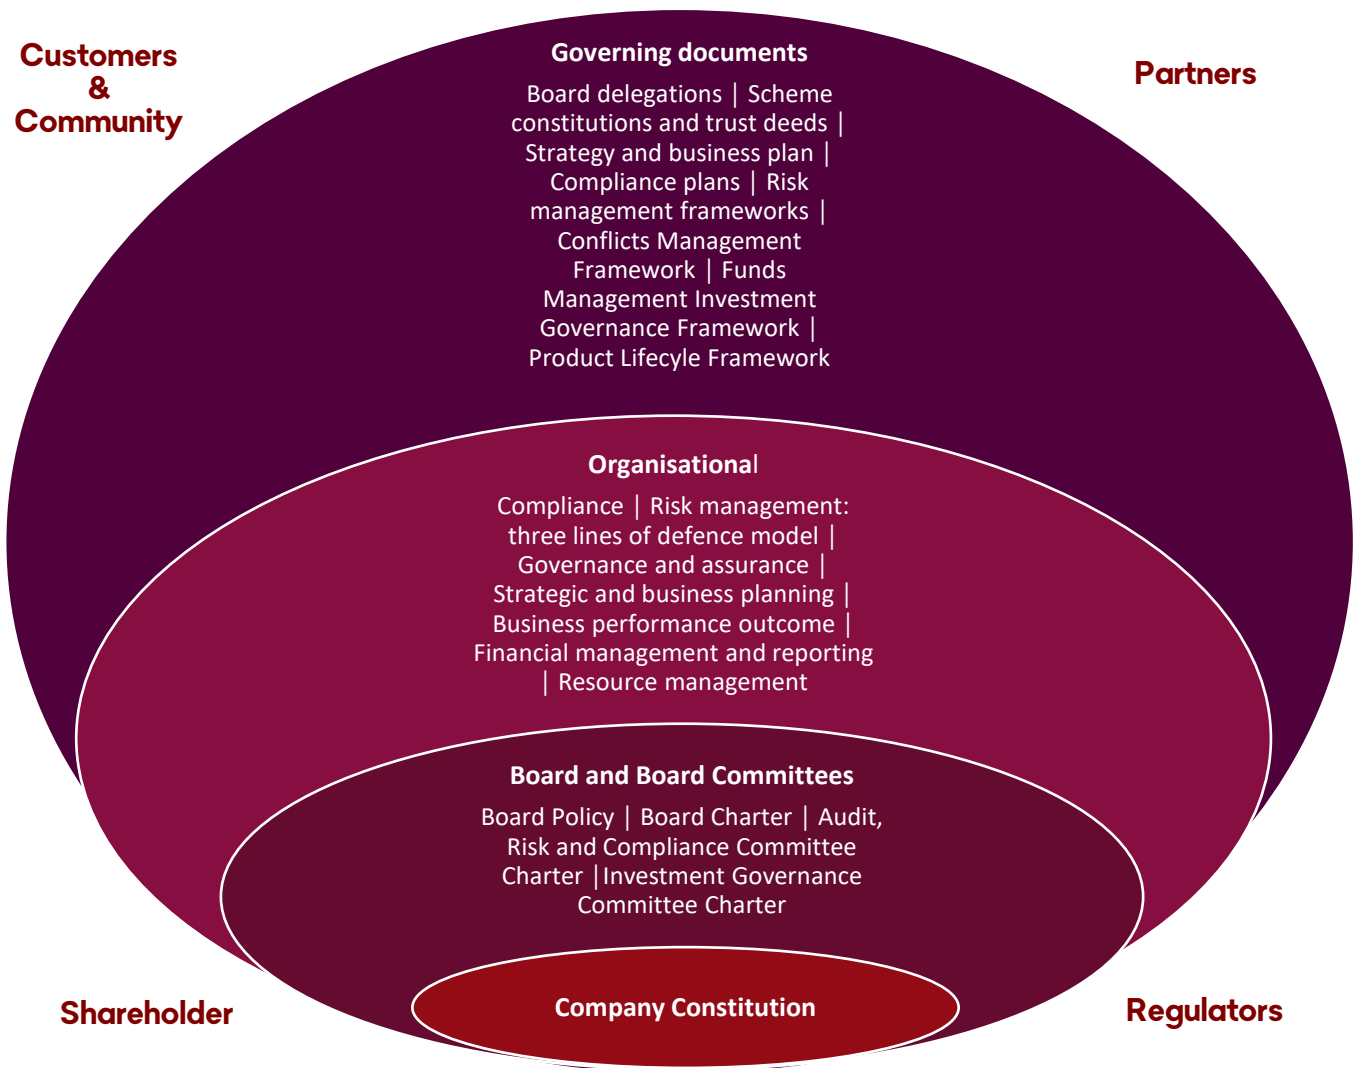 Customers
&
Community
Partners
Governing documents
Board delegations | Scheme
constitutions and trust deeds |
Strategy and business plan |
Compliance plans | Risk
management frameworks |
Conflicts Management
Framework | Funds
Management Investment
Governance Framework |
Product Lifecyle Framework
Organisational
Compliance | Risk management:
three lines of defence model |
Governance and assurance |
Strategic and business planning |
Business performance outcome |
Financial management and reporting
| Resource management
Board and Board Committees
Board Policy | Board Charter | Audit,
Risk and Compliance Committee
Charter |Investment Governance
Committee Charter
Company Constitution
Shareholder
Regulators